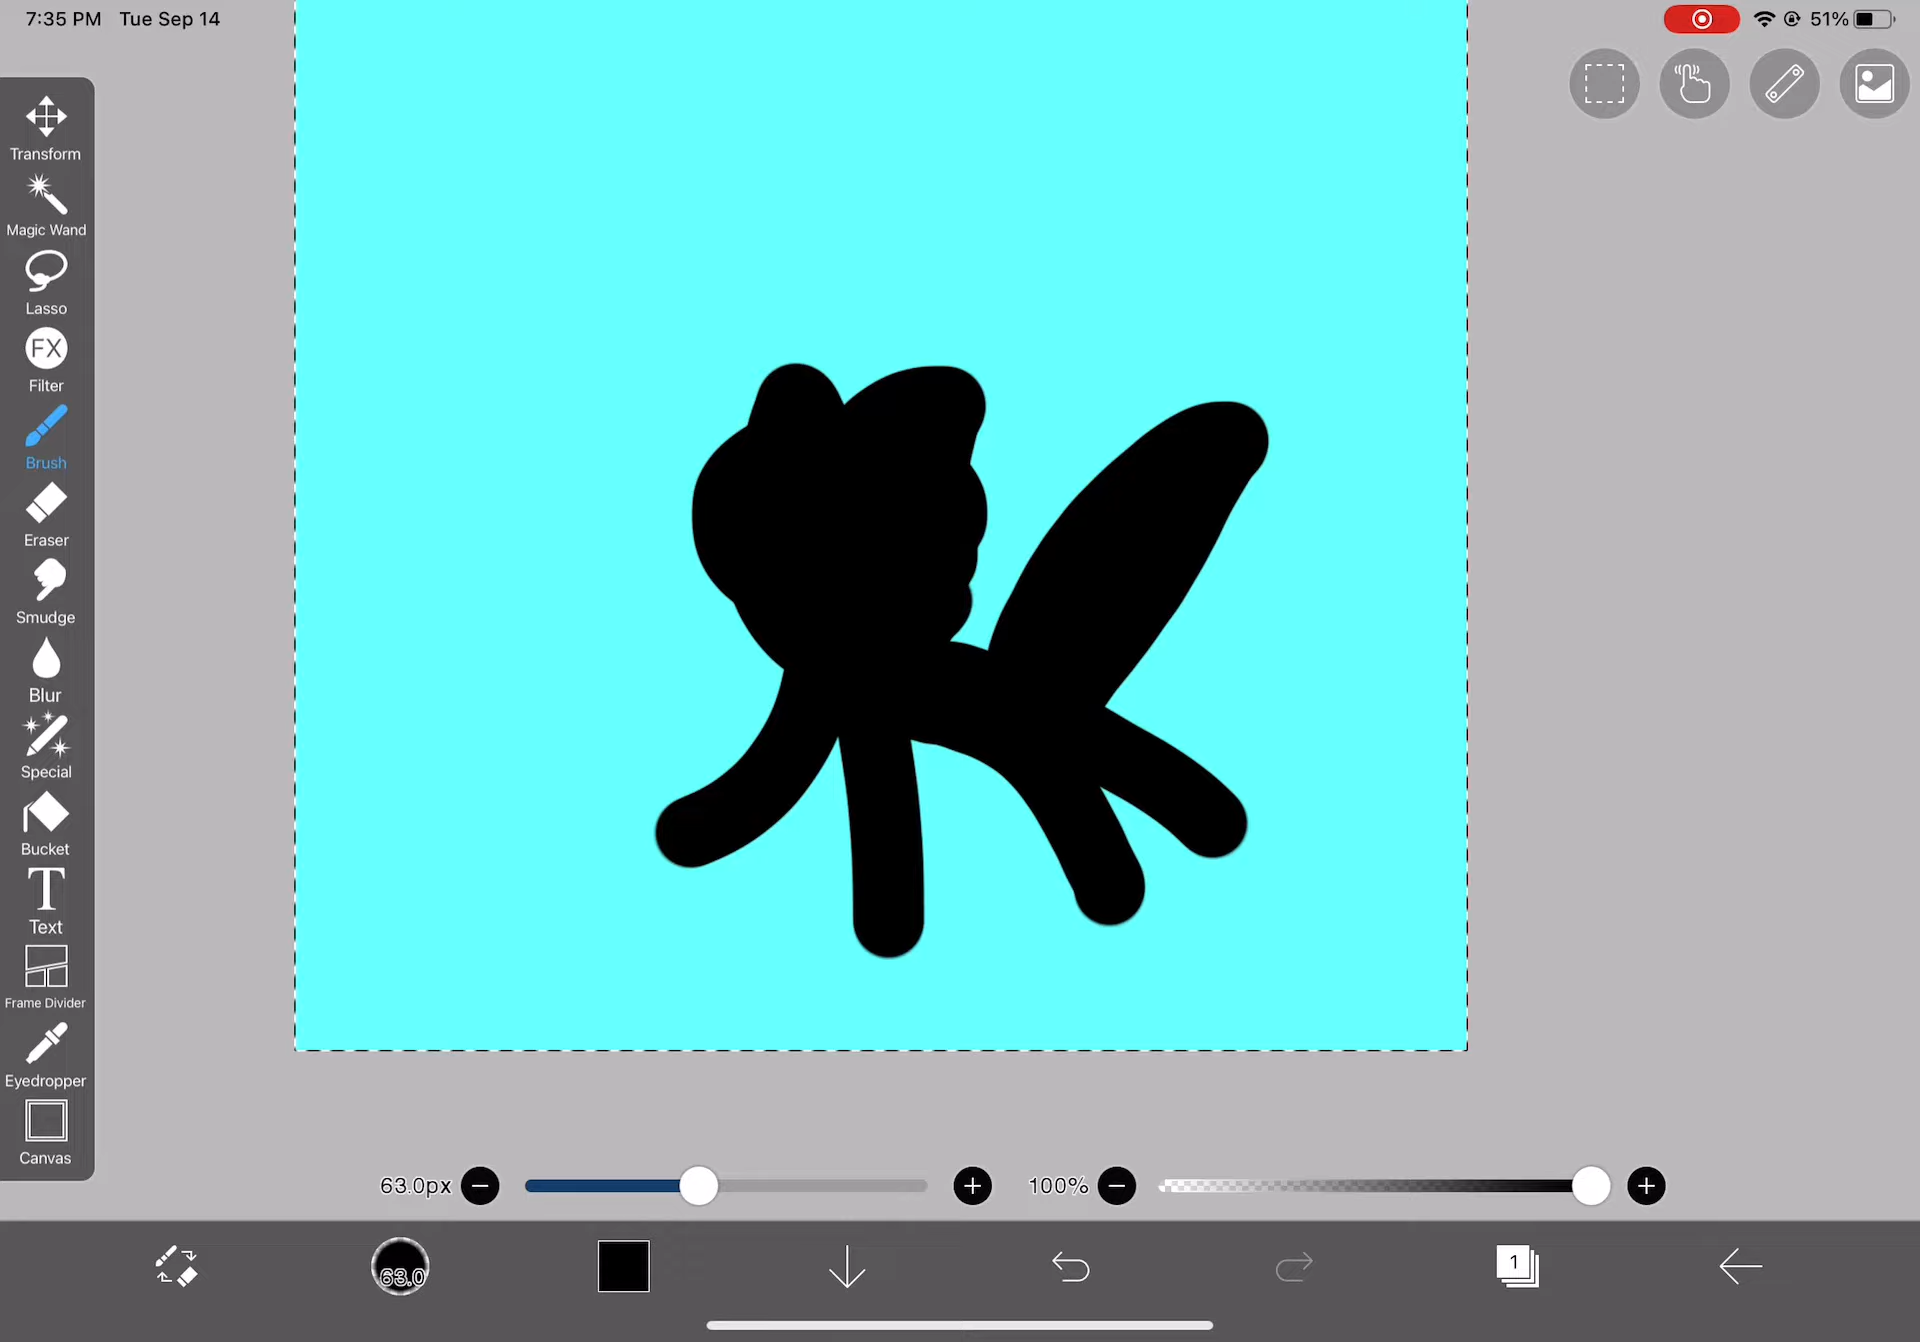 7:35 PM Tue Sep 14
51%
Transform
Magic Wand
Lasso
FX
Filter
Brush
Eraser
Smudge
Blur
Special
Bucket
T
Text
Frame Divider
Eyedropper
Canvas
63.0px
100%
63.0
1